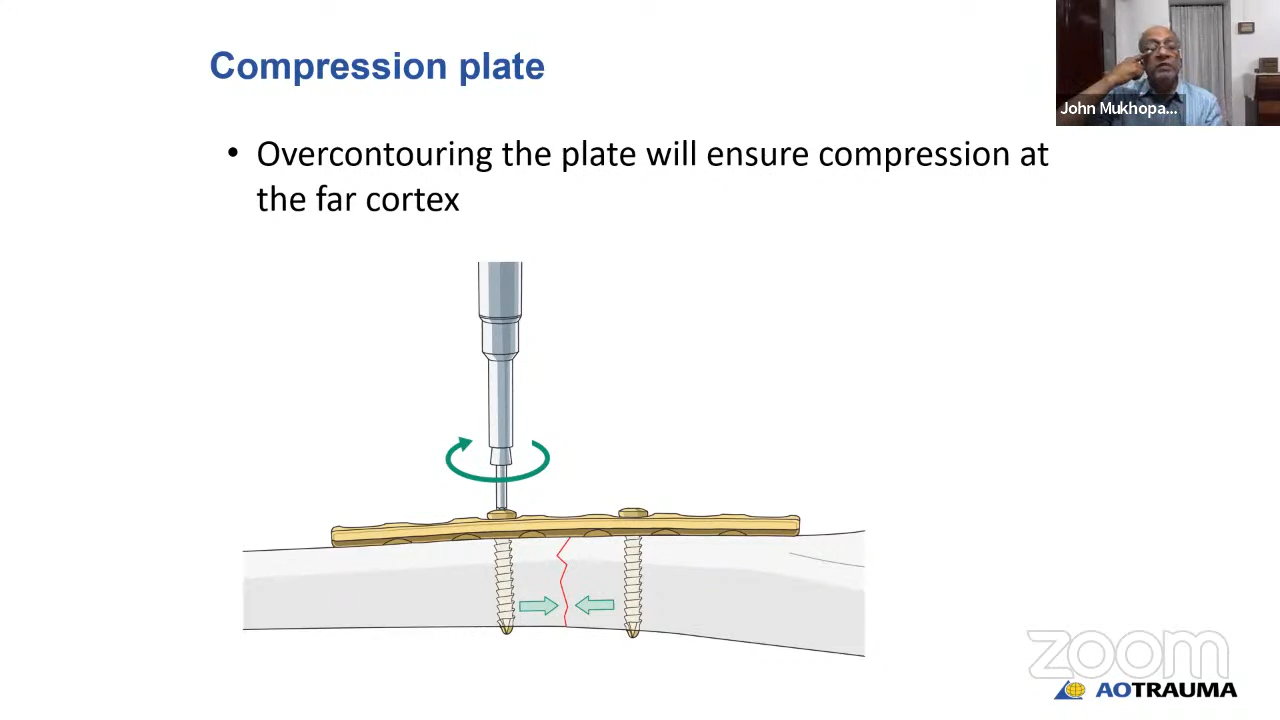 Compression plate
John Mukhopa...
• Overcontouring the plate will ensure compression at
the far cortex
zoom
AOTRAUMA